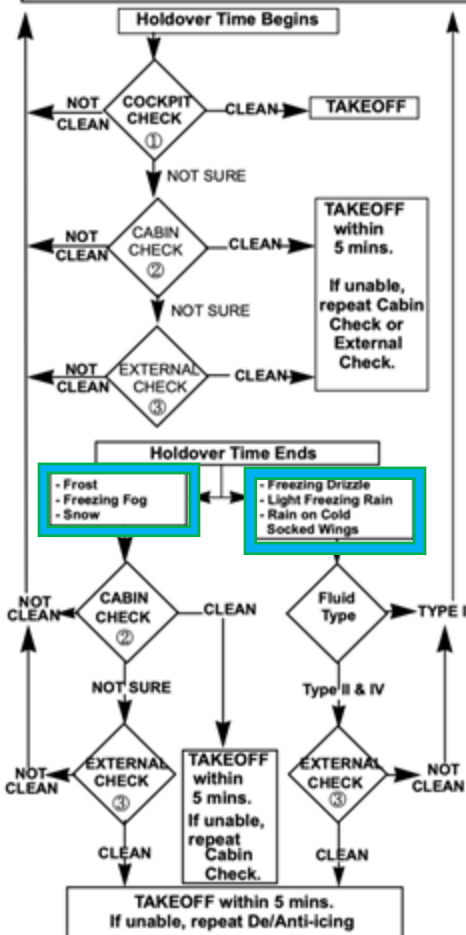 Holdover Time Begins
COCKPIT
CHECK
①
NOT
CLEAN
CLEAN
TAKEOFF
NOT SURE
CABIN
CHECK
②
NOT
CLEAN
CLEAN
TAKEOFF
within
5 mins.
If unable,
repeat Cabin
Check or
External
Check.
NOT SURE
EXTERNAL
CHECK
③
NOT
CLEAN
CLEAN
Holdover Time Ends
- Frost
- Freezing Fog
- Snow
- Freezing Drizzle
- Light Freezing Rain
- Rain on Cold
Socked Wings
CABIN
CHECK
②
NOT
CLEAN
CLEAN
Fluid
Type
TYPE I
NOT SURE
Type II & IV
EXTERNAL
CHECK
③
NOT
CLEAN
TAKEOFF
within
5 mins.
If unable,
repeat
Cabin
Check.
EXTERNAL
CHECK
③
NOT
CLEAN
CLEAN
CLEAN
TAKEOFF within 5 mins.
If unable, repeat De/Anti-icing